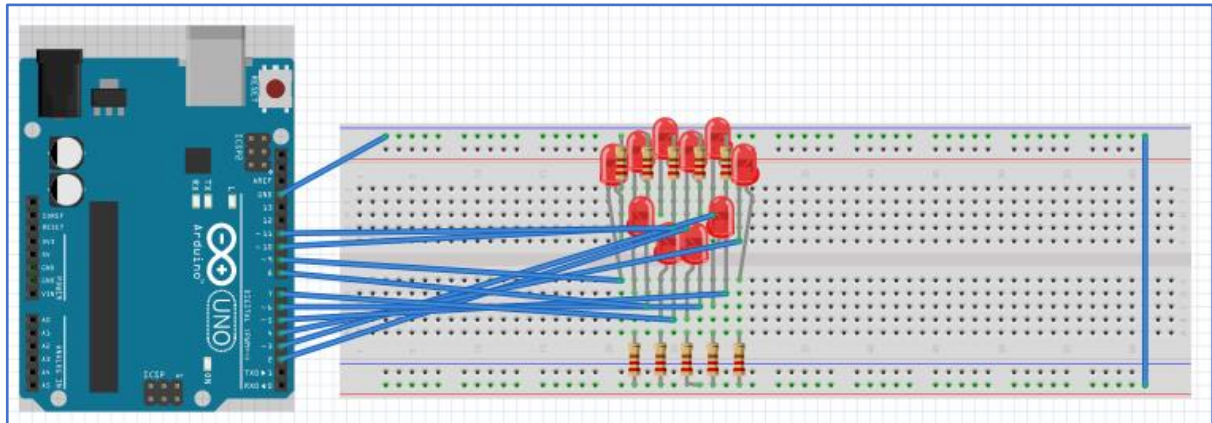 RESET
ICSP2
AREF
GND
13
12
~11
~10
~9
8
7
~6
~5
4
~3
2
TX0▶1
RX0◀0
L
TX
RX
Arduino
UNO
DIGITAL (PWM~)
ON
ICSP
IOREF
RESET
3V3
5V
GND
GND
VIN
POWER
A0
A1
A2
A3
A4
A5
ANALOG IN